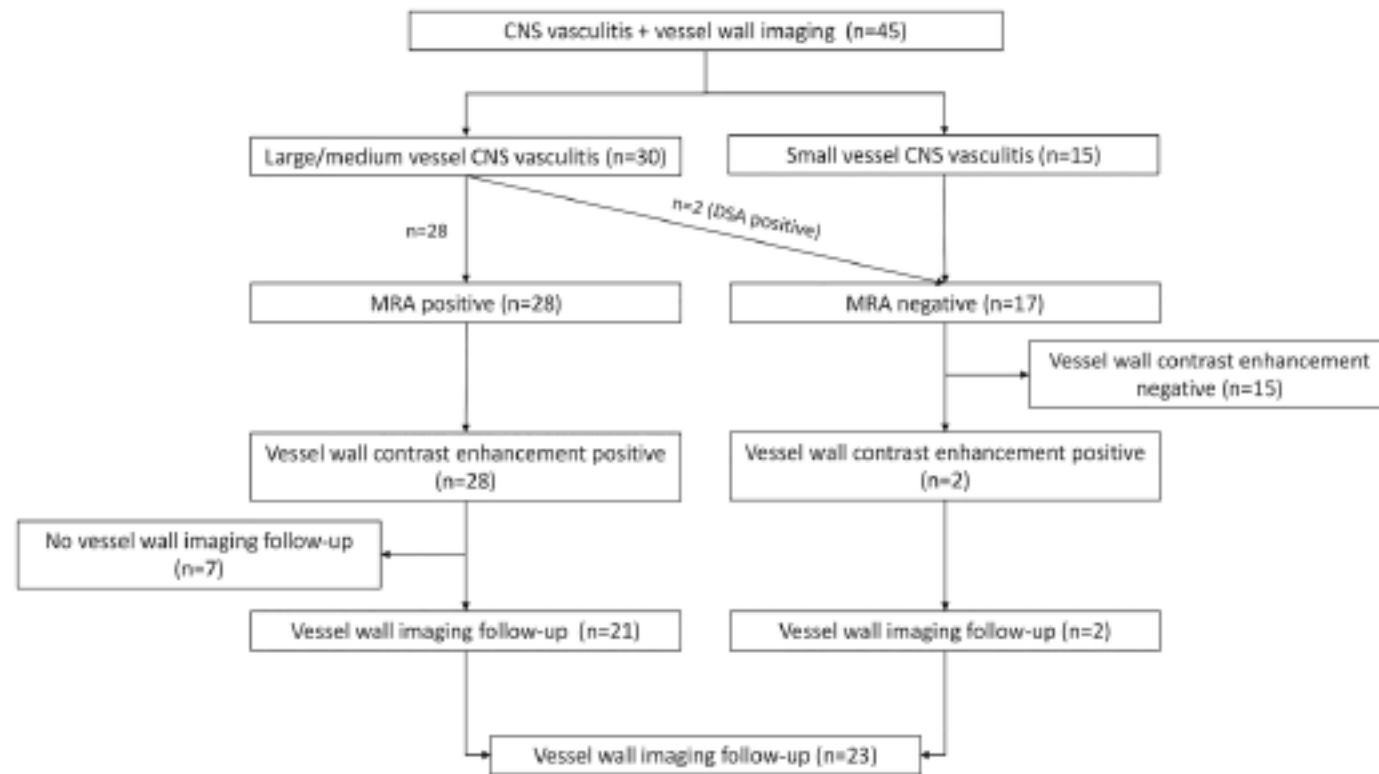 CNS vasculitis + vessel wall imaging (n=45)
Large/medium vessel CNS vasculitis (n=30)
Small vessel CNS vasculitis (n=15)
n=28
n=2 (DSA positive)
MRA positive (n=28)
MRA negative (n=17)
Vessel wall contrast enhancement
negative (n=15)
Vessel wall contrast enhancement positive
(n=28)
Vessel wall contrast enhancement positive
(n=2)
No vessel wall imaging follow-up
(n=7)
Vessel wall imaging follow-up (n=21)
Vessel wall imaging follow-up (n=2)
Vessel wall imaging follow-up (n=23)